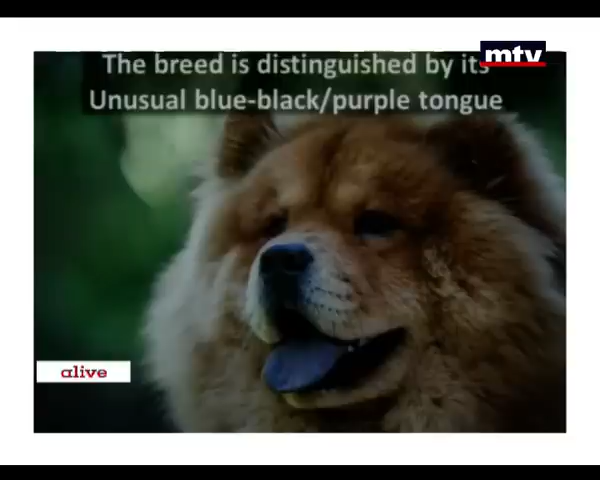 mtv
The breed is distinguished by its
Unusual blue-black/purple tongue
alive